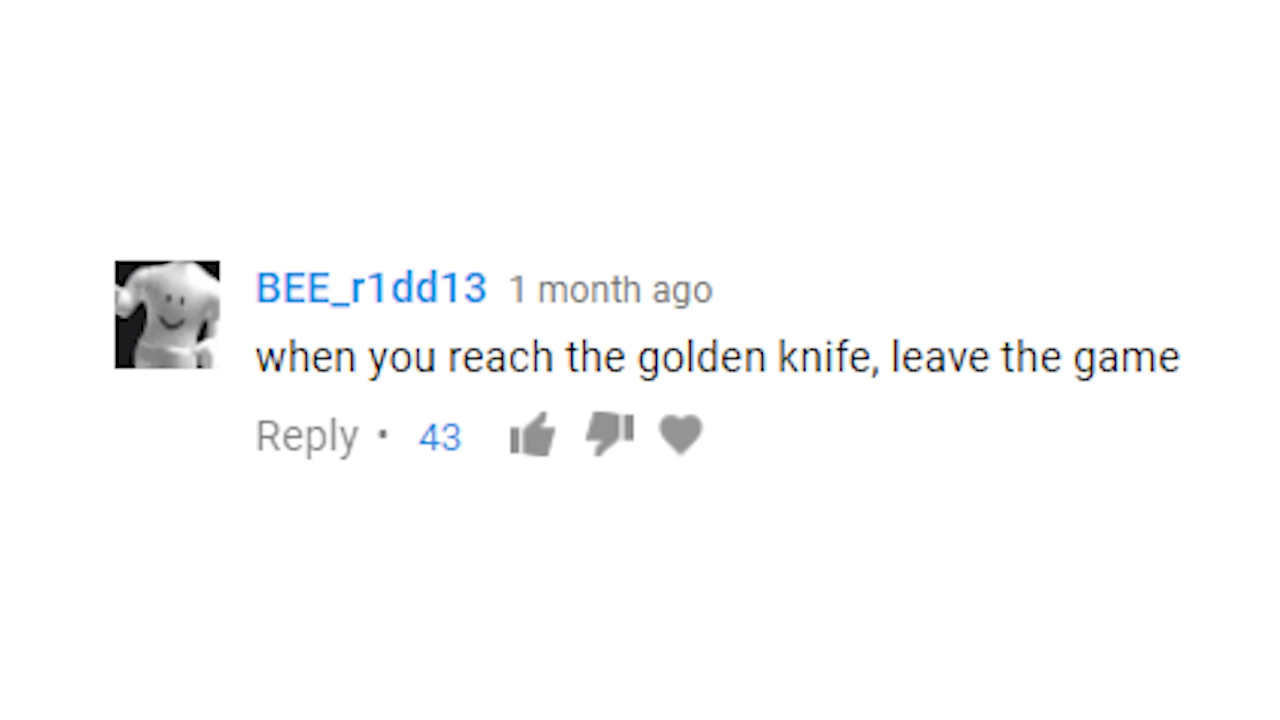 BEE_r1dd13 1 month ago
when you reach the golden knife, leave the game
Reply • 43